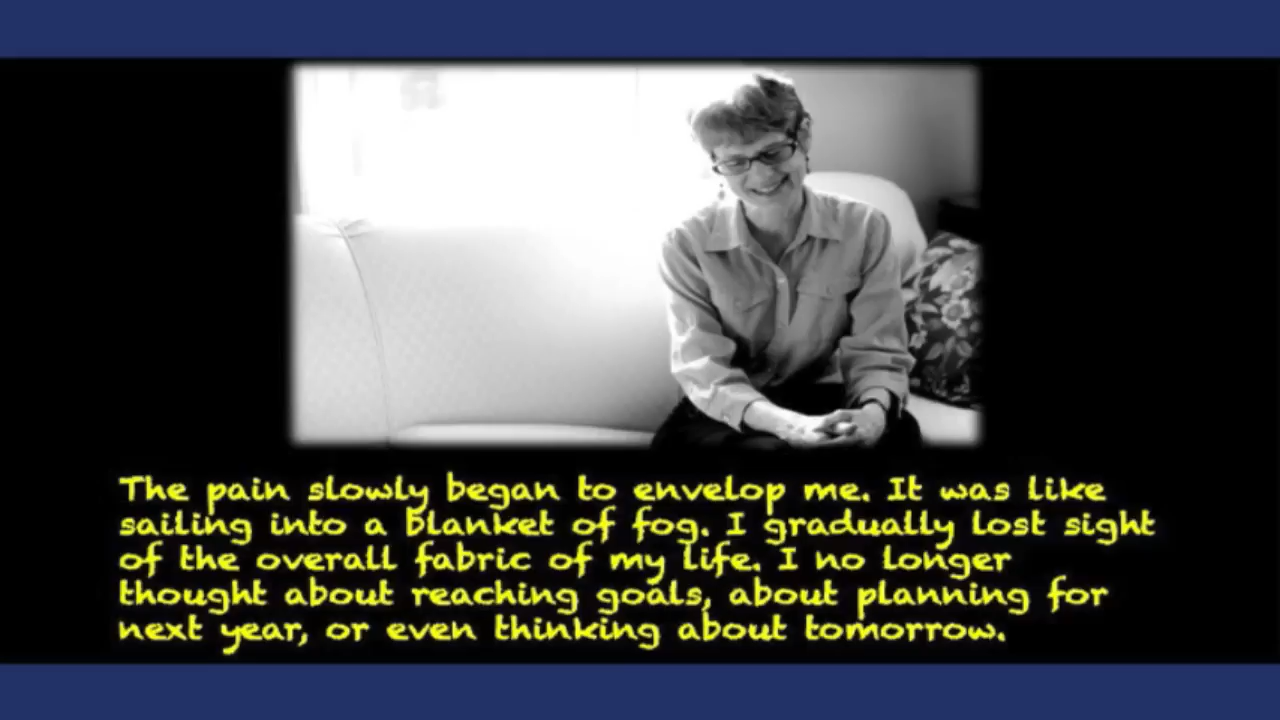 The pain slowly began to envelop me. It was like
sailing into a blanket of fog. I gradually lost sight
of the overall fabric of my life. I no longer
thought about reaching goals, about planning for
next year, or even thinking about tomorrow.